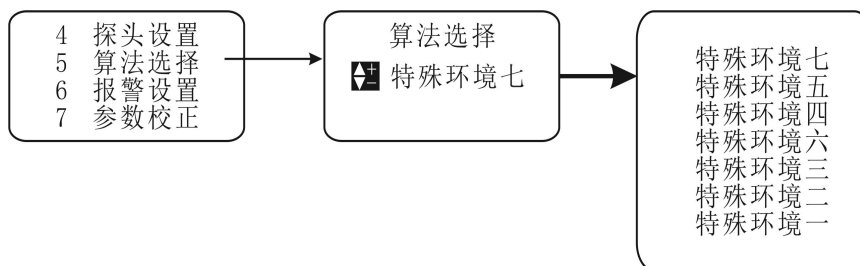 4 探头设置
5 算法选择
6 报警设置
7 参数校正
算法选择
+
- 特殊环境七
特殊环境七
特殊环境五
特殊环境四
特殊环境六
特殊环境三
特殊环境二
特殊环境一